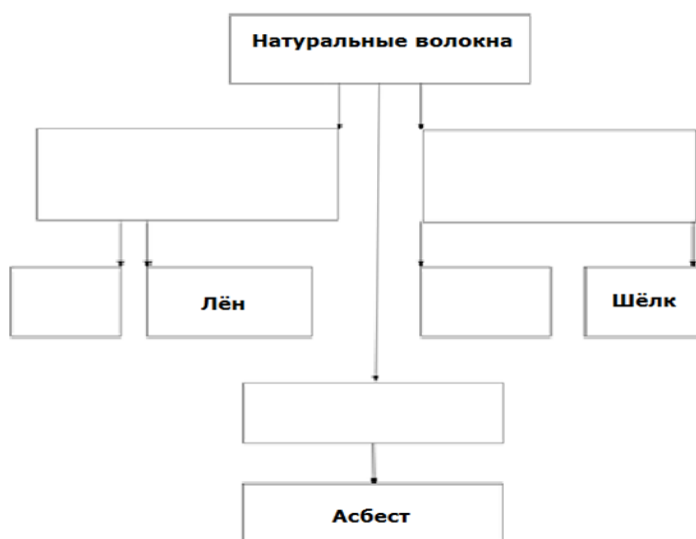 Натуральные волокна
Лён
Шёлк
Асбест